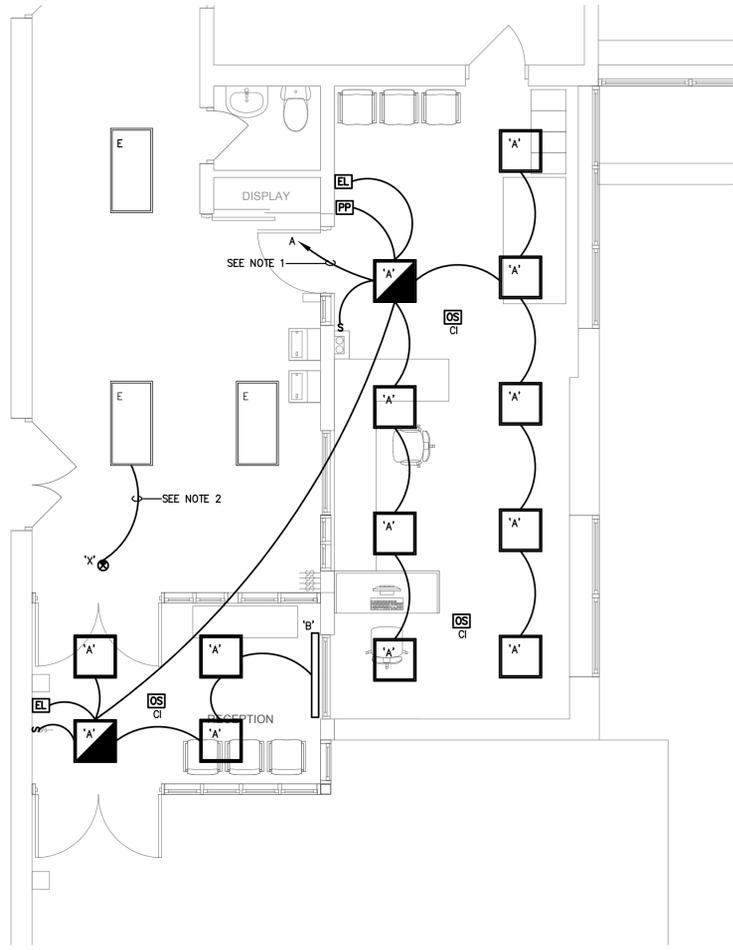 E
'A'
EL
DISPLAY
PP
A
SEE NOTE 1
'A'
'A'
OS
CI
S
E
E
'A'
'A'
SEE NOTE 2
'A'
'A'
'X'
OS
CI
'B'
'A'
'A'
'A'
'A'
OS
CI
EL
S
RECEPTION
'A'
'A'